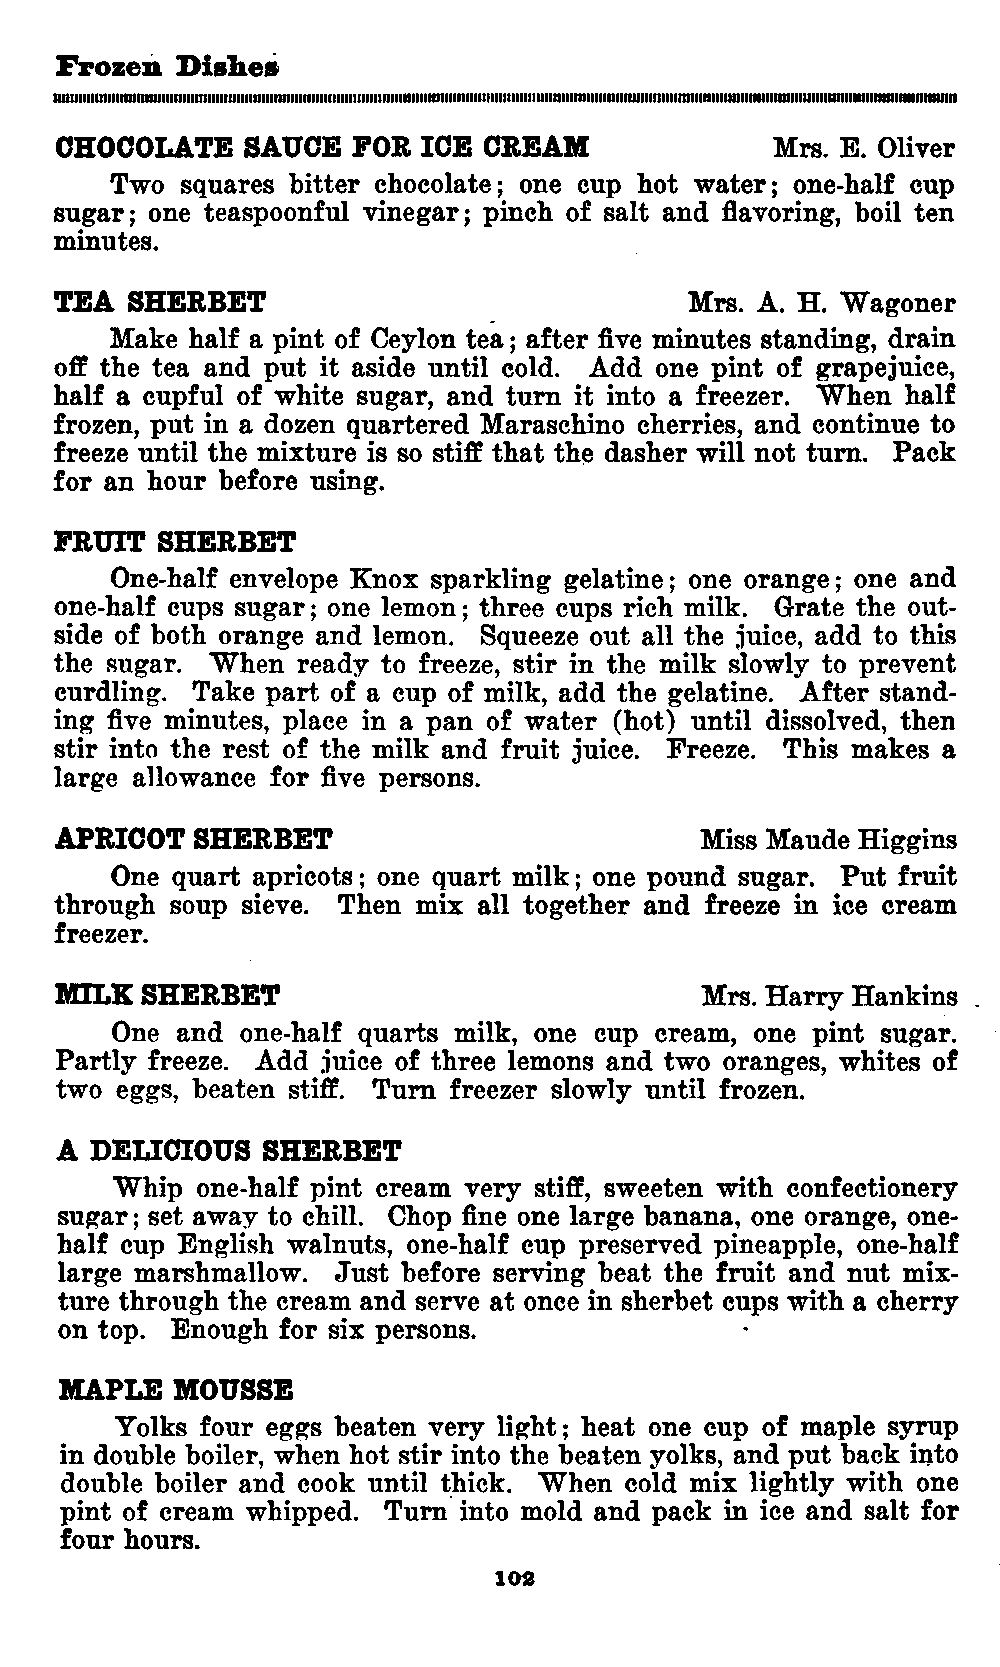 Frozen Dishes
CHOCOLATE SAUCE FOR ICE CREAM Mrs. E. Oliver
Two squares bitter chocolate; one cup hot water; one-half cup
sugar; one teaspoonful vinegar; pinch of salt and flavoring, boil ten
minutes.
TEA SHERBET Mrs. A. H. Wagoner
Make half a pint of Ceylon tea; after five minutes standing, drain
off the tea and put it aside until cold. Add one pint of grapejuice,
half a cupful of white sugar, and turn it into a freezer. When half
frozen, put in a dozen quartered Maraschino cherries, and continue to
freeze until the mixture is so stiff that the dasher will not turn. Pack
for an hour before using.
FRUIT SHERBET
One-half envelope Knox sparkling gelatine; one orange; one and
one-half cups sugar; one lemon; three cups rich milk. Grate the out-
side of both orange and lemon. Squeeze out all the juice, add to this
the sugar. When ready to freeze, stir in the milk slowly to prevent
curdling. Take part of a cup of milk, add the gelatine. After stand-
ing five minutes, place in a pan of water (hot) until dissolved, then
stir into the rest of the milk and fruit juice. Freeze. This makes a
large allowance for five persons.
APRICOT SHERBET Miss Maude Higgins
One quart apricots; one quart milk; one pound sugar. Put fruit
through soup sieve. Then mix all together and freeze in ice cream
freezer.
MILK SHERBET Mrs. Harry Hankins
One and one-half quarts milk, one cup cream, one pint sugar.
Partly freeze. Add juice of three lemons and two oranges, whites of
two eggs, beaten stiff. Turn freezer slowly until frozen.
A DELICIOUS SHERBET
Whip one-half pint cream very stiff, sweeten with confectionery
sugar; set away to chill. Chop fine one large banana, one orange, one-
half cup English walnuts, one-half cup preserved pineapple, one-half
large marshmallow. Just before serving beat the fruit and nut mix-
ture through the cream and serve at once in sherbet cups with a cherry
on top. Enough for six persons.
MAPLE MOUSSE
Yolks four eggs beaten very light; heat one cup of maple syrup
in double boiler, when hot stir into the beaten yolks, and put back into
double boiler and cook until thick. When cold mix lightly with one
pint of cream whipped. Turn into mold and pack in ice and salt for
four hours.
102